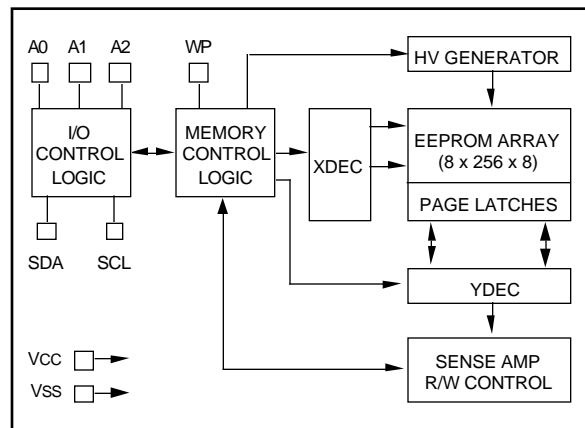 A0 A1 A2 WP
HV GENERATOR
I/O
CONTROL
LOGIC
MEMORY
CONTROL
LOGIC
XDEC
EEPROM ARRAY
(8 x 256 x 8)
PAGE LATCHES
SDA SCL
YDEC
VCC
VSS
SENSE AMP
R/W CONTROL